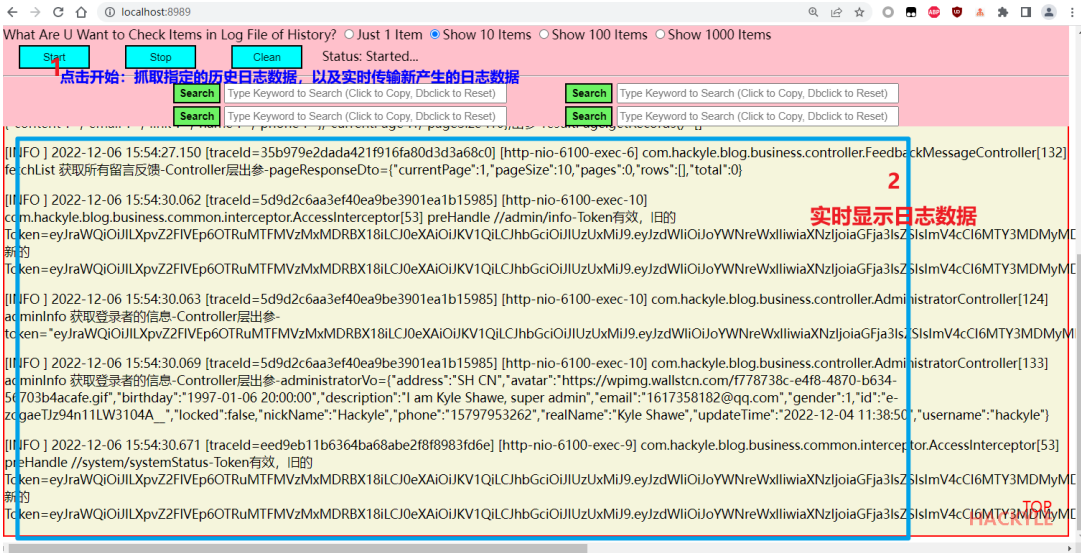 localhost:8989
What Are U Want to Check Items in Log File of History? Just 1 Item Show 10 Items Show 100 Items Show 1000 Items
Start Stop Clean Status: Started...
1
点击开始：抓取指定的历史日志数据，以及实时传输新产生的日志数据
Search Type Keyword to Search (Click to Copy, Dbclick to Reset) Search Type Keyword to Search (Click to Copy, Dbclick to Reset)
Search Type Keyword to Search (Click to Copy, Dbclick to Reset) Search Type Keyword to Search (Click to Copy, Dbclick to Reset)
[INFO ] 2022-12-06 15:54:27.150 [traceId=35b979e2dada421f916fa80d3d3a68c0] [http-nio-6100-exec-6] com.hackyle.blog.business.controller.FeedbackMessageController[132]
fetchList 获取所有留言反馈-Controller层出参-pageResponseDto={"currentPage":1,"pageSize":10,"pages":0,"rows":[],"total":0}
2
[INFO ] 2022-12-06 15:54:30.062 [traceId=5d9d2c6aa3ef40ea9be3901ea1b15985] [http-nio-6100-exec-10]
com.hackyle.blog.business.common.interceptor.AccessInterceptor[53] preHandle //admin/info-Token有效，旧的
实时显示日志数据
Token=eyJraWQiOiJlLXpvZ2FlVEp6OTRuMTFMVzMxMDRBX18iLCJ0eXAiOiJKV1QiLCJhbGciOiJIUzUxMiJ9.eyJzdWIiOiJoYWNreWxlIiwiaXNzIjoiaGFja3lsZSIsImV4cCI6MTY3MDMyMD
新的
Token=eyJraWQiOiJlLXpvZ2FlVEp6OTRuMTFMVzMxMDRBX18iLCJ0eXAiOiJKV1QiLCJhbGciOiJIUzUxMiJ9.eyJzdWIiOiJoYWNreWxlIiwiaXNzIjoiaGFja3lsZSIsImV4cCI6MTY3MDMyMD
[INFO ] 2022-12-06 15:54:30.063 [traceId=5d9d2c6aa3ef40ea9be3901ea1b15985] [http-nio-6100-exec-10] com.hackyle.blog.business.controller.AdministratorController[124]
adminInfo 获取登录者的信息-Controller层出参-
token="eyJraWQiOiJlLXpvZ2FlVEp6OTRuMTFMVzMxMDRBX18iLCJ0eXAiOiJKV1QiLCJhbGciOiJIUzUxMiJ9.eyJzdWIiOiJoYWNreWxlIiwiaXNzIjoiaGFja3lsZSIsImV4cCI6MTY3MDMyM
[INFO ] 2022-12-06 15:54:30.069 [traceId=5d9d2c6aa3ef40ea9be3901ea1b15985] [http-nio-6100-exec-10] com.hackyle.blog.business.controller.AdministratorController[133]
adminInfo 获取登录者的信息-Controller层出参-administratorVo={"address":"SH CN","avatar":"https://wpimg.wallstcn.com/f778738c-e4f8-4870-b634-
56703b4acafe.gif","birthday":"1997-01-06 20:00:00","description":"I am Kyle Shawe, super admin","email":"1617358182@qq.com","gender":1,"id":"e-
zogaeTJz94n11LW3104A__","locked":false,"nickName":"Hackyle","phone":"15797953262","realName":"Kyle Shawe","updateTime":"2022-12-04 11:38:50","username":"hackyle"}
[INFO ] 2022-12-06 15:54:30.671 [traceId=eed9eb11b6364ba68abe2f8f8983fd6e] [http-nio-6100-exec-9] com.hackyle.blog.business.common.interceptor.AccessInterceptor[53]
preHandle //system/systemStatus-Token有效，旧的
Token=eyJraWQiOiJlLXpvZ2FlVEp6OTRuMTFMVzMxMDRBX18iLCJ0eXAiOiJKV1QiLCJhbGciOiJIUzUxMiJ9.eyJzdWIiOiJoYWNreWxlIiwiaXNzIjoiaGFja3lsZSIsImV4cCI6MTY3MDMyMD
新的
TOP
Token=eyJraWQiOiJlLXpvZ2FlVEp6OTRuMTFMVzMxMDRBX18iLCJ0eXAiOiJKV1QiLCJhbGciOiJIUzUxMiJ9.eyJzdWIiOiJoYWNreWxlIiwiaXNzIjoiaGFja3lsZSIsImV4cCI6MTY3MDMyMD
HACKYLE